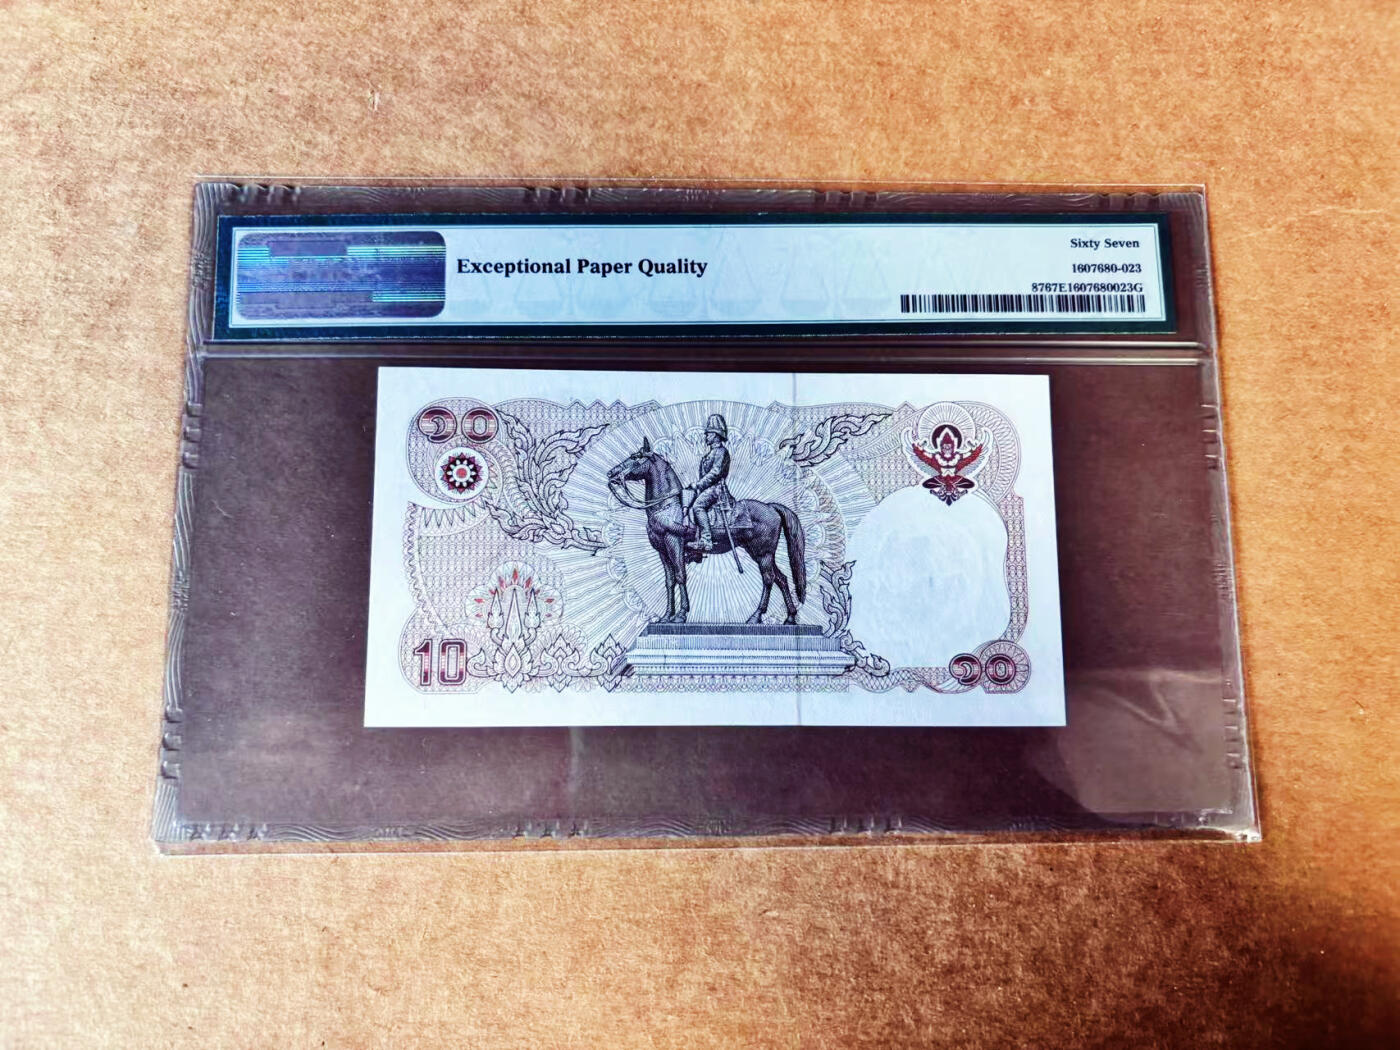 Exceptional Paper Quality
Sixty Seven
1607680-023
8767E1607680023G
๑๐
10
๑๐